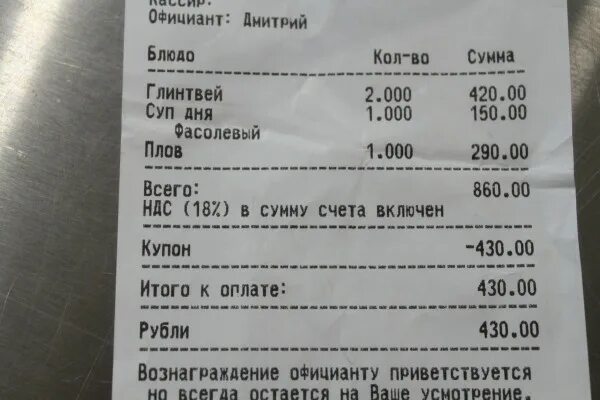 Кассир:
Официант: Дмитрий
Блюдо Кол-во Сумма
Глинтвей 2.000 420.00
Суп дня 1.000 150.00
Фасолевый
Плов 1.000 290.00
Всего: 860.00
НДС (18%) в сумму счета включен
Купон -430.00
Итого к оплате: 430.00
Рубли 430.00
Вознаграждение официанту приветствуется
но всегда остается на Ваше усмотрение.